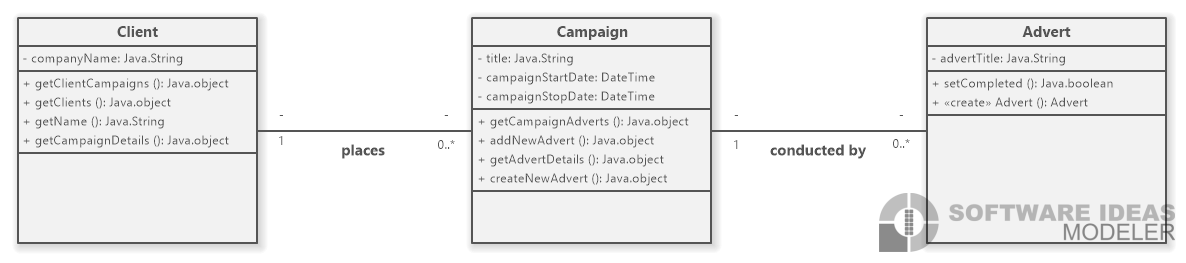 Client
- companyName: Java.String
+ getClientCampaigns (): Java.object
+ getClients (): Java.object
+ getName (): Java.String
+ getCampaignDetails (): Java.object
-
1
places
-
0..*
Campaign
- title: Java.String
- campaignStartDate: DateTime
- campaignStopDate: DateTime
+ getCampaignAdverts (): Java.object
+ addNewAdvert (): Java.object
+ getAdvertDetails (): Java.object
+ createNewAdvert (): Java.object
-
1
conducted by
-
0..*
Advert
- advertTitle: Java.String
+ setCompleted (): Java.boolean
+ «create» Advert (): Advert
SOFTWARE IDEAS
MODELER